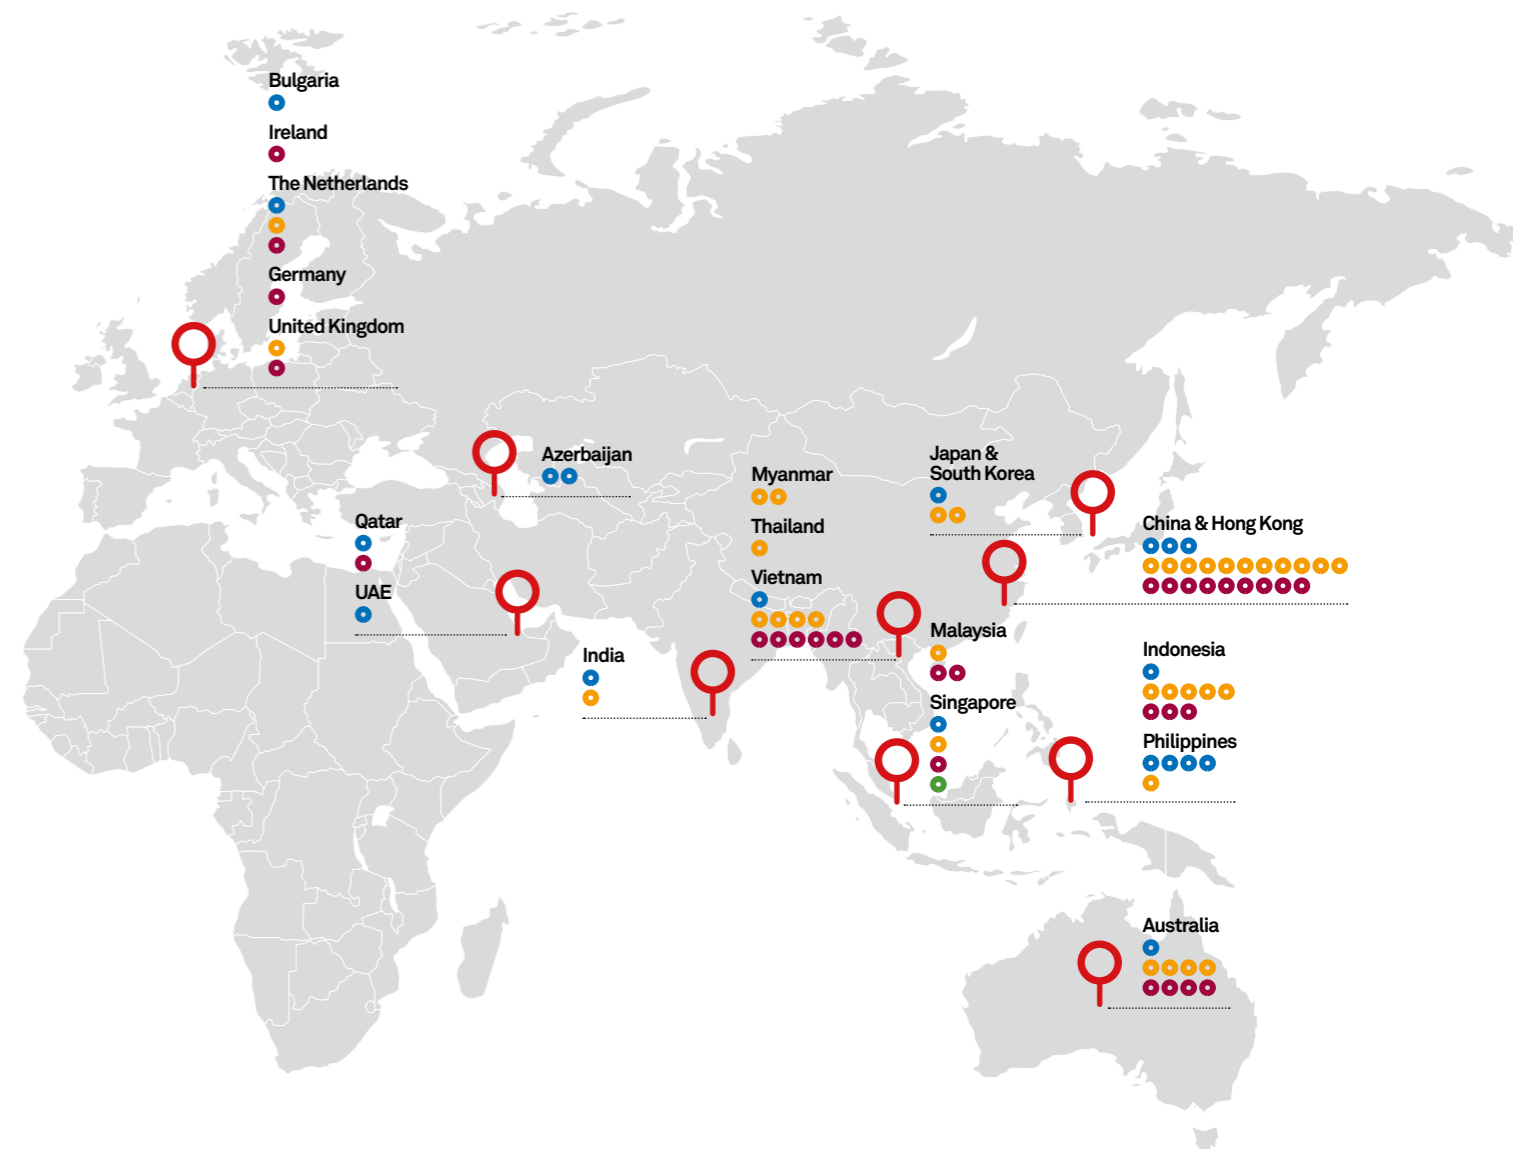 Bulgaria
Ireland
The Netherlands
Germany
United Kingdom
Azerbaijan
Qatar
UAE
India
Myanmar
Thailand
Vietnam
Japan &
South Korea
China & Hong Kong
Malaysia
Singapore
Indonesia
Philippines
Australia